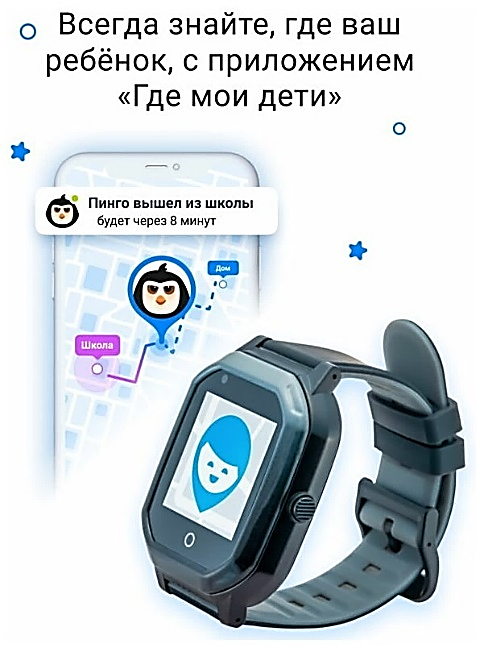 Всегда знайте, где ваш
ребёнок, с приложением
«Где мои дети»
Пинго вышел из школы
будет через 8 минут
Дом
Школа